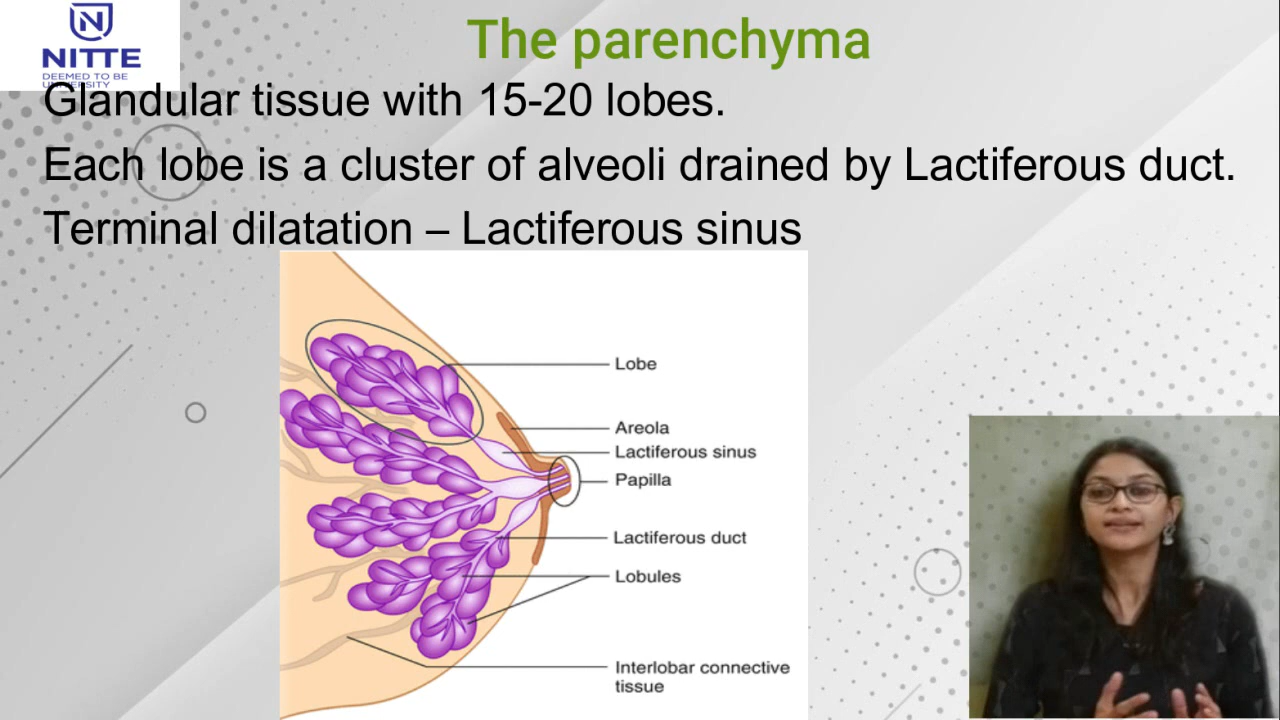 NITTE
DEEMED TO BE
UNIVERSITY
The parenchyma
Glandular tissue with 15-20 lobes.
Each lobe is a cluster of alveoli drained by Lactiferous duct.
Terminal dilatation – Lactiferous sinus
Lobe
Areola
Lactiferous sinus
Papilla
Lactiferous duct
Lobules
Interlobar connective
tissue